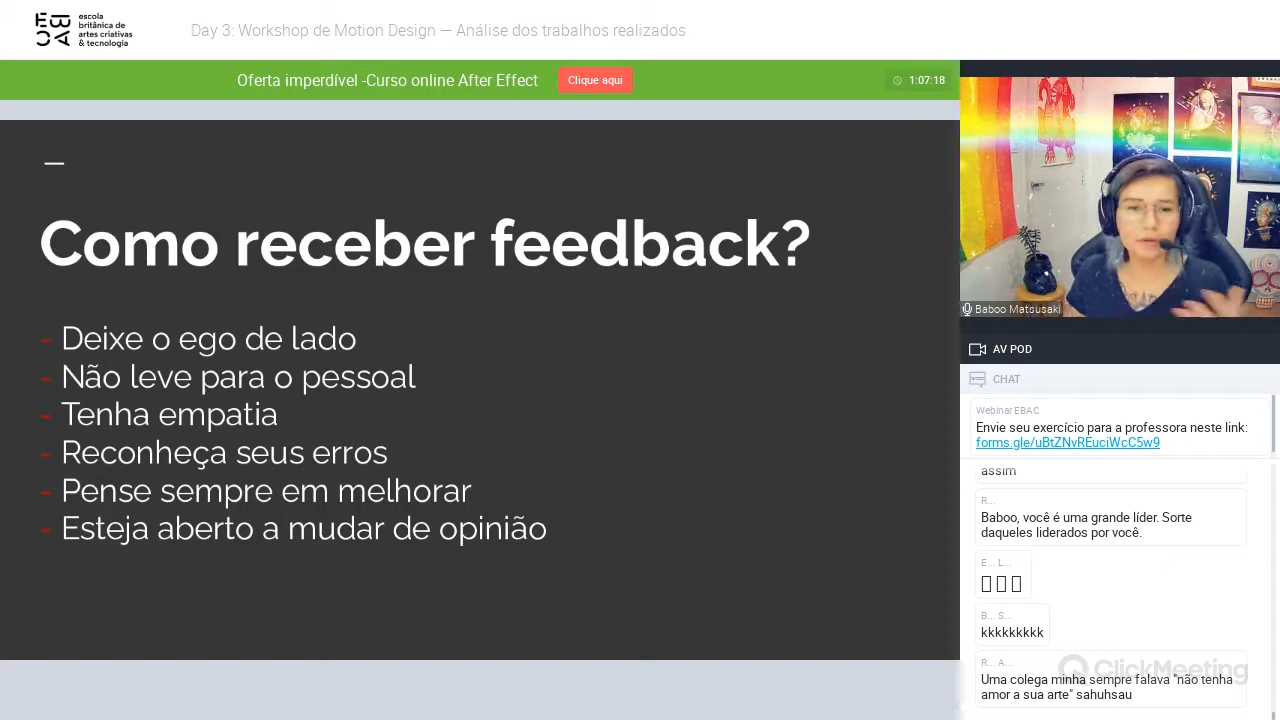 EBAC
escola
britânica de
artes criativas
& tecnologia
Day 3: Workshop de Motion Design — Análise dos trabalhos realizados
Oferta imperdível -Curso online After Effect
Clique aqui
1:07:18
Como receber feedback?
- Deixe o ego de lado
- Não leve para o pessoal
- Tenha empatia
- Reconheça seus erros
- Pense sempre em melhorar
- Esteja aberto a mudar de opinião
Baboo Matsusaki
AV POD
CHAT
Webinar EBAC
Envie seu exercício para a professora neste link:
forms.gle/uBtZNvREuciWcC5w9
assim
R...
Baboo, você é uma grande líder. Sorte
daqueles liderados por você.
E... L...
B... S...
kkkkkkkkk
R... A...
Uma colega minha sempre falava "não tenha
amor a sua arte" sahuhsau
ClickMeeting